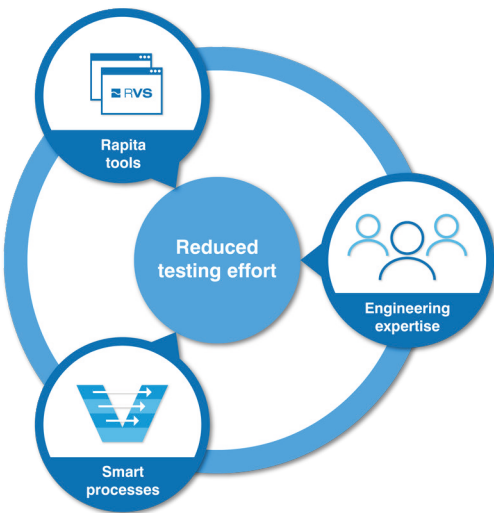 RVS
Rapita
tools
Reduced
testing effort
Engineering
expertise
Smart
processes